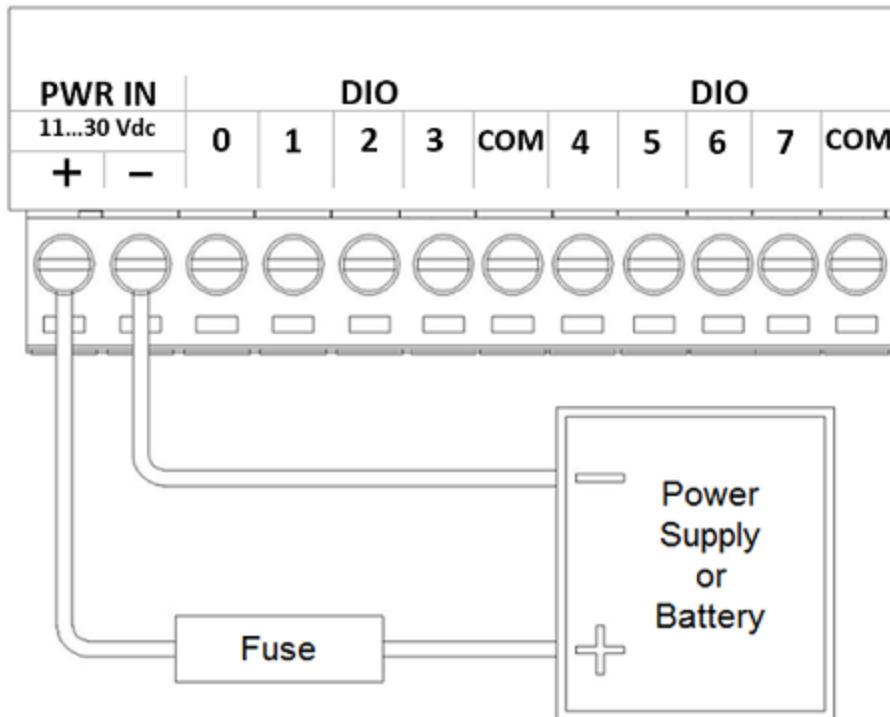 PWR IN DIO DIO
11...30 Vdc
0 1 2 3 COM 4 5 6 7 COM
+ −
−
Power
Supply
or
Battery
Fuse
+